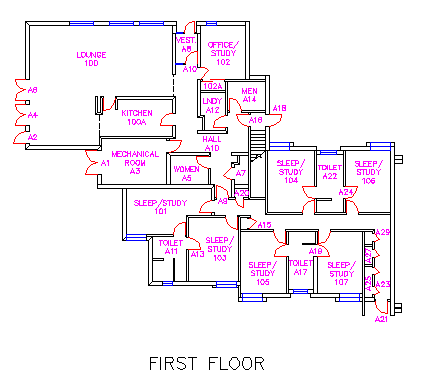 VEST.
A8
OFFICE/
STUDY
102
LOUNGE
100
A10
102A
A6
MEN
A14
LNDY
A12
A18
A4
KITCHEN
100A
A16
A2
HALL
A10
MECHANICAL
ROOM
A3
A1
WOMEN
A5
A7
SLEEP/
STUDY
104
TOILET
A22
SLEEP/
STUDY
106
A20
A24
A9
SLEEP/STUDY
101
A15
A29
TOILET
A11
A13
SLEEP/
STUDY
103
A19
A27
SLEEP/
STUDY
105
TOILET
A17
SLEEP/
STUDY
107
A25
A23
A21
FIRST FLOOR